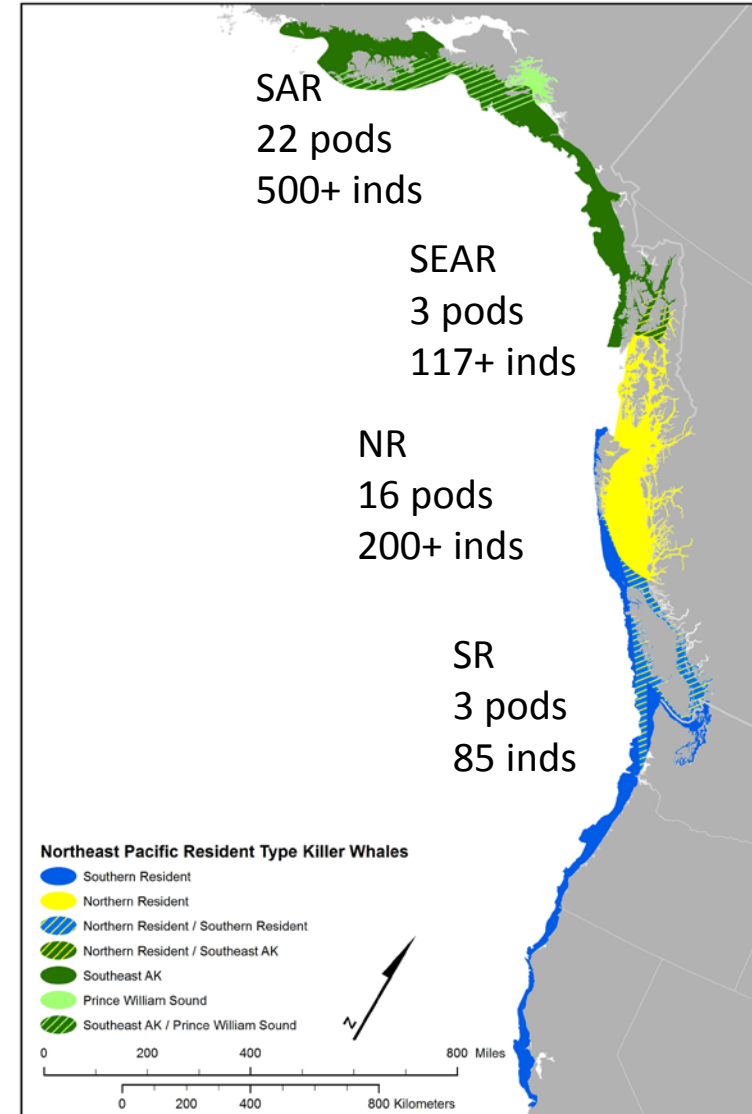 SAR
22 pods
500+ inds
SEAR
3 pods
117+ inds
NR
16 pods
200+ inds
SR
3 pods
85 inds
Northeast Pacific Resident Type Killer Whales
Southern Resident
Northern Resident
Northern Resident / Southern Resident
Northern Resident / Southeast AK
Southeast AK
Prince William Sound
Southeast AK / Prince William Sound
N
0 200 400 800 Miles
0 200 400 800 Kilometers